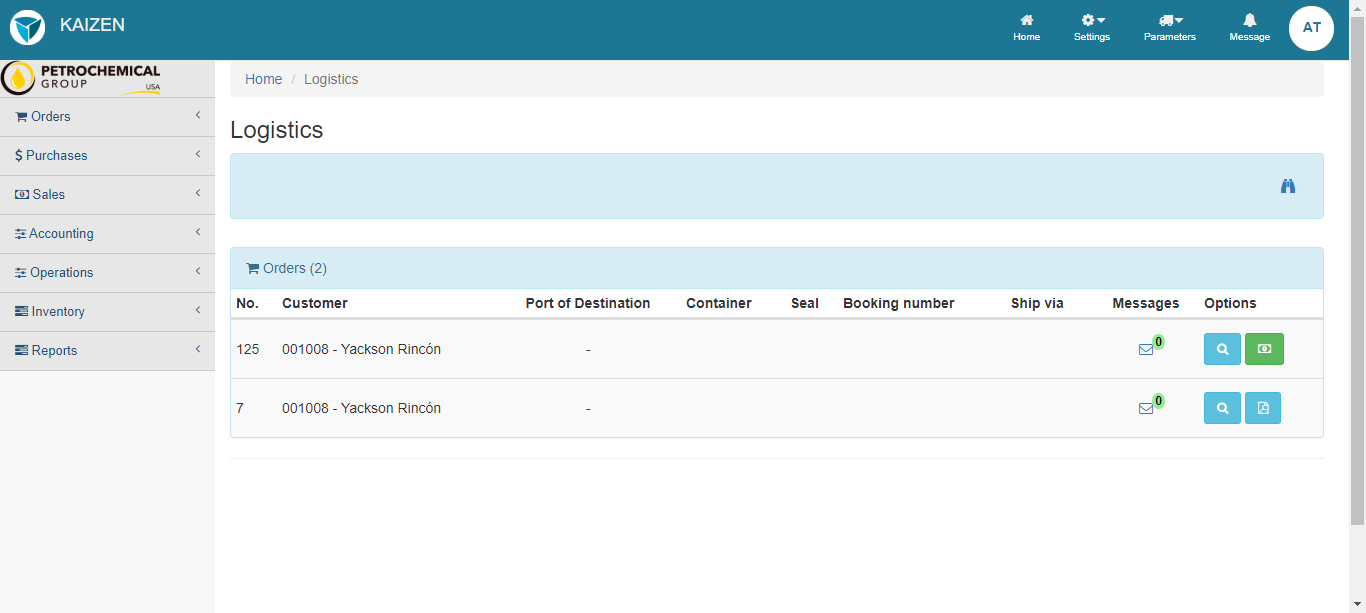 KAIZEN
Home
Settings
Parameters
Message
AT
PETROCHEMICAL
GROUP
USA
Orders
Purchases
Sales
Accounting
Operations
Inventory
Reports
Home / Logistics
Logistics
Orders (2)
No. Customer Port of Destination Container Seal Booking number Ship via Messages Options
125 001008 - Yackson Rincón - 0
7 001008 - Yackson Rincón - 0